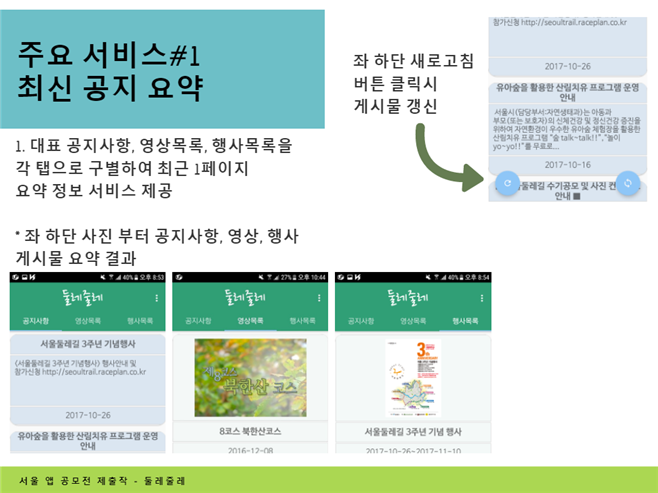 주요 서비스#1
최신 공지 요약
좌 하단 새로고침
버튼 클릭시
게시물 갱신
참가신청 http://seoultrail.raceplan.co.kr
2017-10-26
유아숲을 활용한 산림치유 프로그램 운영
안내
서울시(담당부서:자연생태과)는 아동과
부모(또는 보호자)의 신체건강 및 정신건강 증진을
위하여 자연환경이 우수한 유아숲 체험장을 활용한
산림치유 프로그램 "숲 talk~talk!!","놀이
yo~yo!!"를 무료로...
2017-10-16
둘레길 수기공모 및 사진 컨
안내 ■
1. 대표 공지사항, 영상목록, 행사목록을
각 탭으로 구별하여 최근 1페이지
요약 정보 서비스 제공
* 좌 하단 사진 부터 공지사항, 영상, 행사
게시물 요약 결과
40% 오후 8:53
둘레줄레
공지사항 영상목록 행사목록
서울둘레길 3주년 기념행사
<서울둘레길 3주년 기념행사> 행사안내 및
참가신청 http://seoultrail.raceplan.co.kr
2017-10-26
유아숲을 활용한 산림치유 프로그램 운영
안내
27% 오후 10:44
둘레줄레
공지사항 영상목록 행사목록
제8코스
북한산 코스
8코스 북한산코스
2016-12-08
40% 오후 8:54
둘레줄레
공지사항 영상목록 행사목록
서울둘레길 3주년 기념 행사
2017-10-26~2017-11-10
서울 앱 공모전 제출작 - 둘레줄레